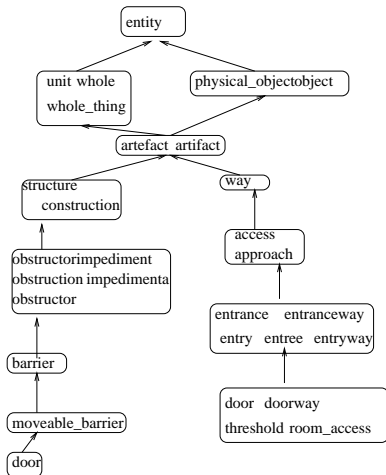 entity
unit whole
whole_thing
physical_objectobject
artefact artifact
structure
construction
way
access
approach
obstructorimpediment
obstruction impedimenta
obstructor
entrance entranceway
entry entree entryway
barrier
door doorway
threshold room_access
moveable_barrier
door